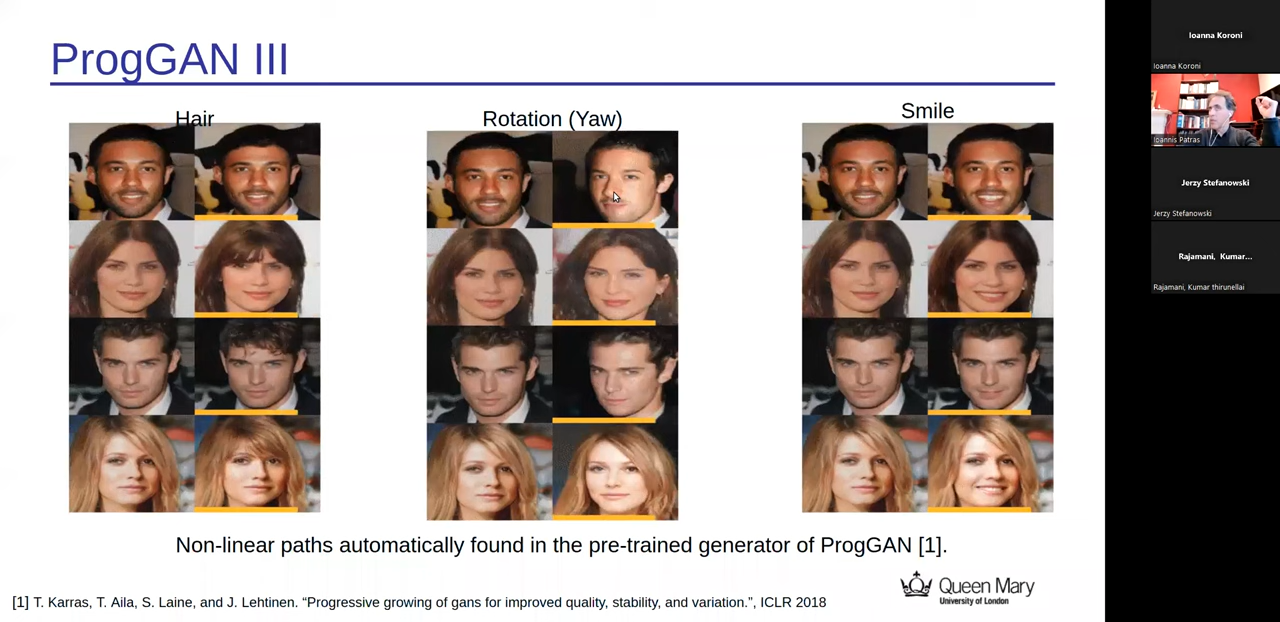 ProgGAN III
Hair
Rotation (Yaw)
Smile
Non-linear paths automatically found in the pre-trained generator of ProgGAN [1].
Queen Mary
University of London
[1] T. Karras, T. Aila, S. Laine, and J. Lehtinen. “Progressive growing of gans for improved quality, stability, and variation.”, ICLR 2018
Ioanna Koroni
Ioanna Koroni
Ioannis Patras
Jerzy Stefanowski
Jerzy Stefanowski
Rajamani, Kumar...
Rajamani, Kumar thirunellai